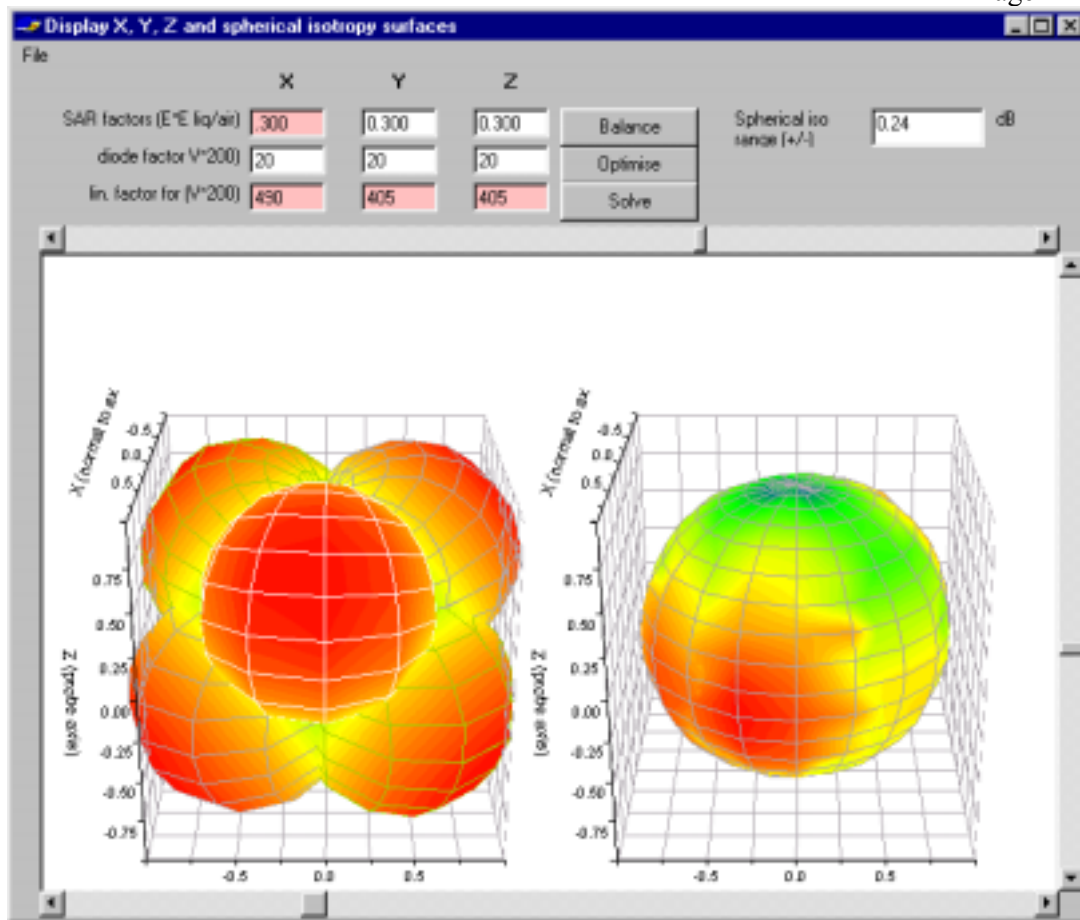 Display X, Y, Z and spherical isotropy surfaces
File
X Y Z
SAR factors (E*E liq/air) .300 0.300 0.300 Balance Spherical iso range (+/-) 0.24 dB
diode factor V*200) 20 20 20 Optimise
lin. factor for (V*200) 490 405 405 Solve
X (normal to ax
-0.5
0.0
0.5
0.75
0.50
0.25
0.00
-0.25
-0.50
-0.75
Z (probe axis)
-0.5 0.0 0.5
X (normal to ax
-0.5
0.0
0.5
0.75
0.50
0.25
0.00
-0.25
-0.50
-0.75
Z (probe axis)
-0.5 0.0 0.5